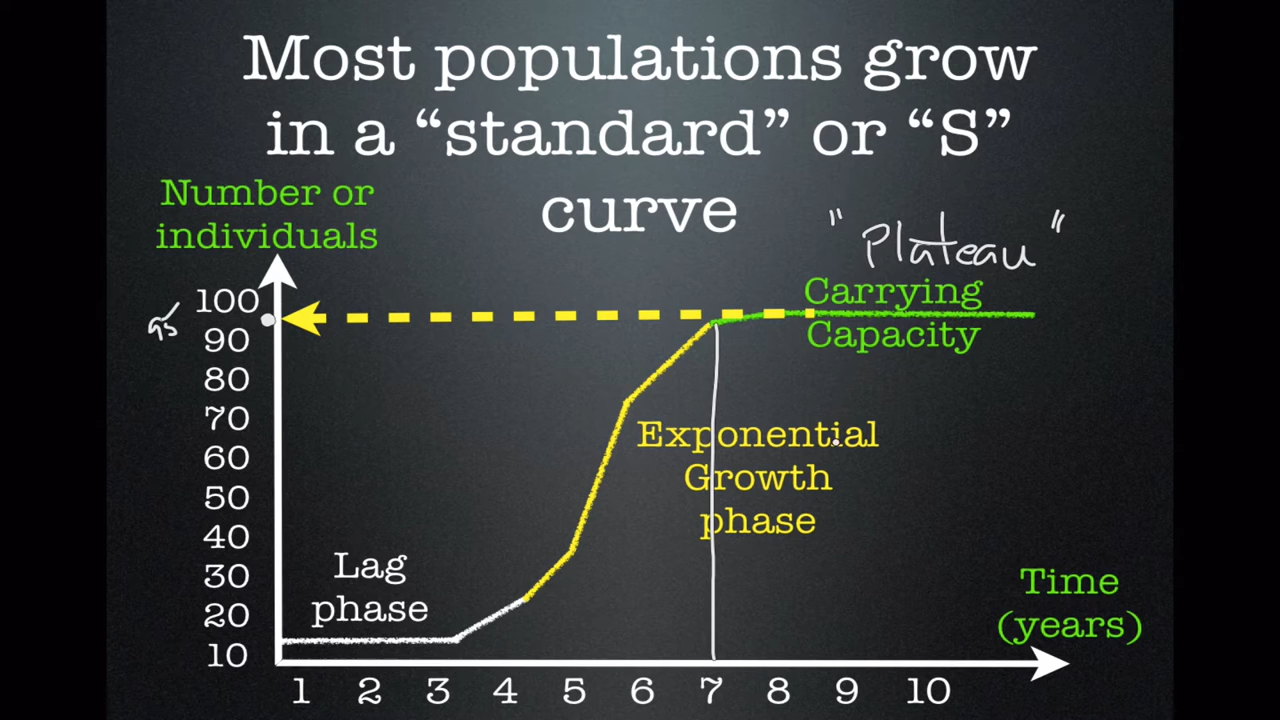 Most populations grow
in a “standard” or “S”
curve
Number or
individuals
"Plateau"
Carrying
Capacity
100
95
90
80
70
60
50
40
30
20
10
Exponential
Growth
phase
Lag
phase
Time
(years)
1 2 3 4 5 6 7 8 9 10